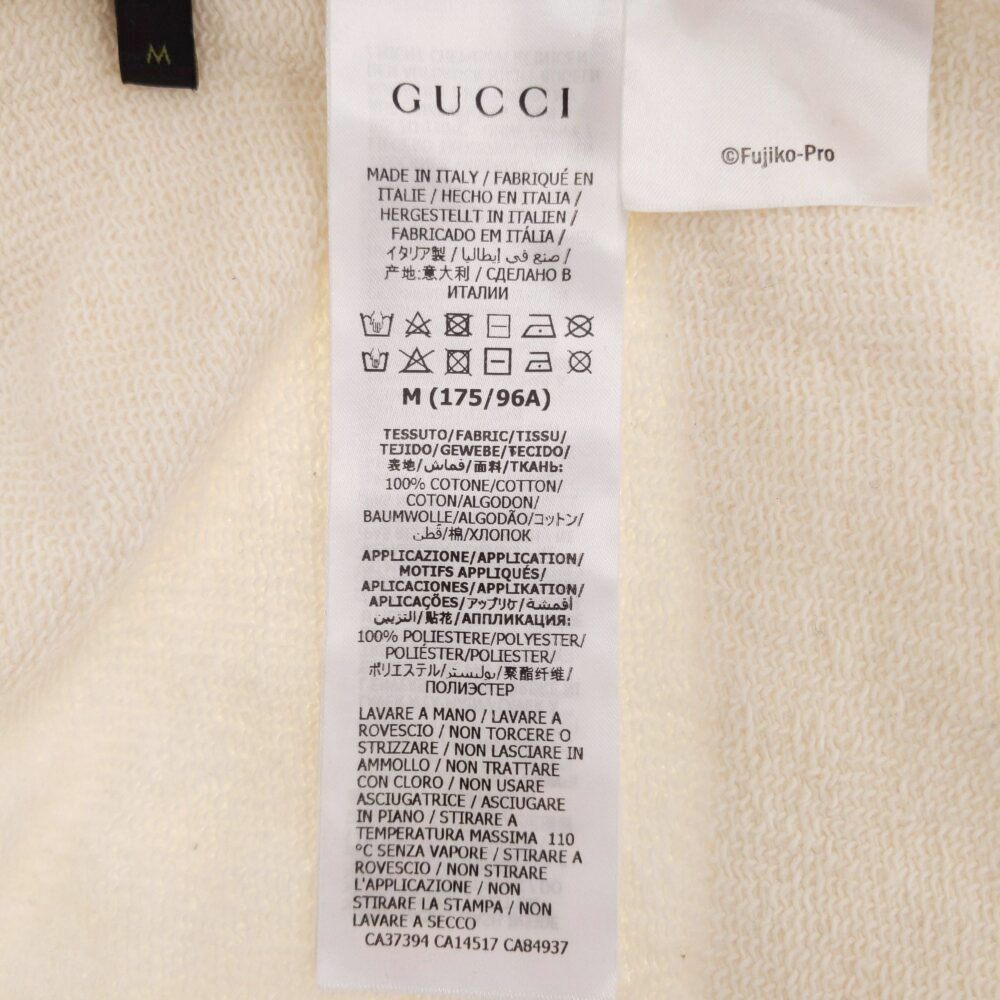 M
GUCCI
©Fujiko-Pro
MADE IN ITALY / FABRIQUÉ EN
ITALIE / HECHO EN ITALIA /
HERGESTELLT IN ITALIEN /
FABRICADO EM ITÁLIA /
イタリア製 / صنع في إيطاليا /
产地:意大利 / СДЕЛАНО В
ИТАЛИИ
M (175/96A)
TESSUTO/FABRIC/TISSU/
TEJIDO/GEWEBE/TECIDO/
表地/قماش/面料/ТКАНЬ:
100% COTONE/COTTON/
COTON/ALGODON/
BAUMWOLLE/ALGODÃO/コットン/
قطن/棉/ХЛОПОК
APPLICAZIONE/APPLICATION/
MOTIFS APPLIQUÉS/
APLICACIONES/APPLIKATION/
APLICAÇÕES/アップリケ/أقمشة
التزيين/贴花/АППЛИКАЦИЯ:
100% POLIESTERE/POLYESTER/
POLIÉSTER/POLIESTER/
ポリエステル/بوليستر/聚酯纤维/
ПОЛИЭСТЕР
LAVARE A MANO / LAVARE A
ROVESCIO / NON TORCERE O
STRIZZARE / NON LASCIARE IN
AMMOLLO / NON TRATTARE
CON CLORO / NON USARE
ASCIUGATRICE / ASCIUGARE
IN PIANO / STIRARE A
TEMPERATURA MASSIMA 110
°C SENZA VAPORE / STIRARE A
ROVESCIO / NON STIRARE
L'APPLICAZIONE / NON
STIRARE LA STAMPA / NON
LAVARE A SECCO
CA37394 CA14517 CA84937